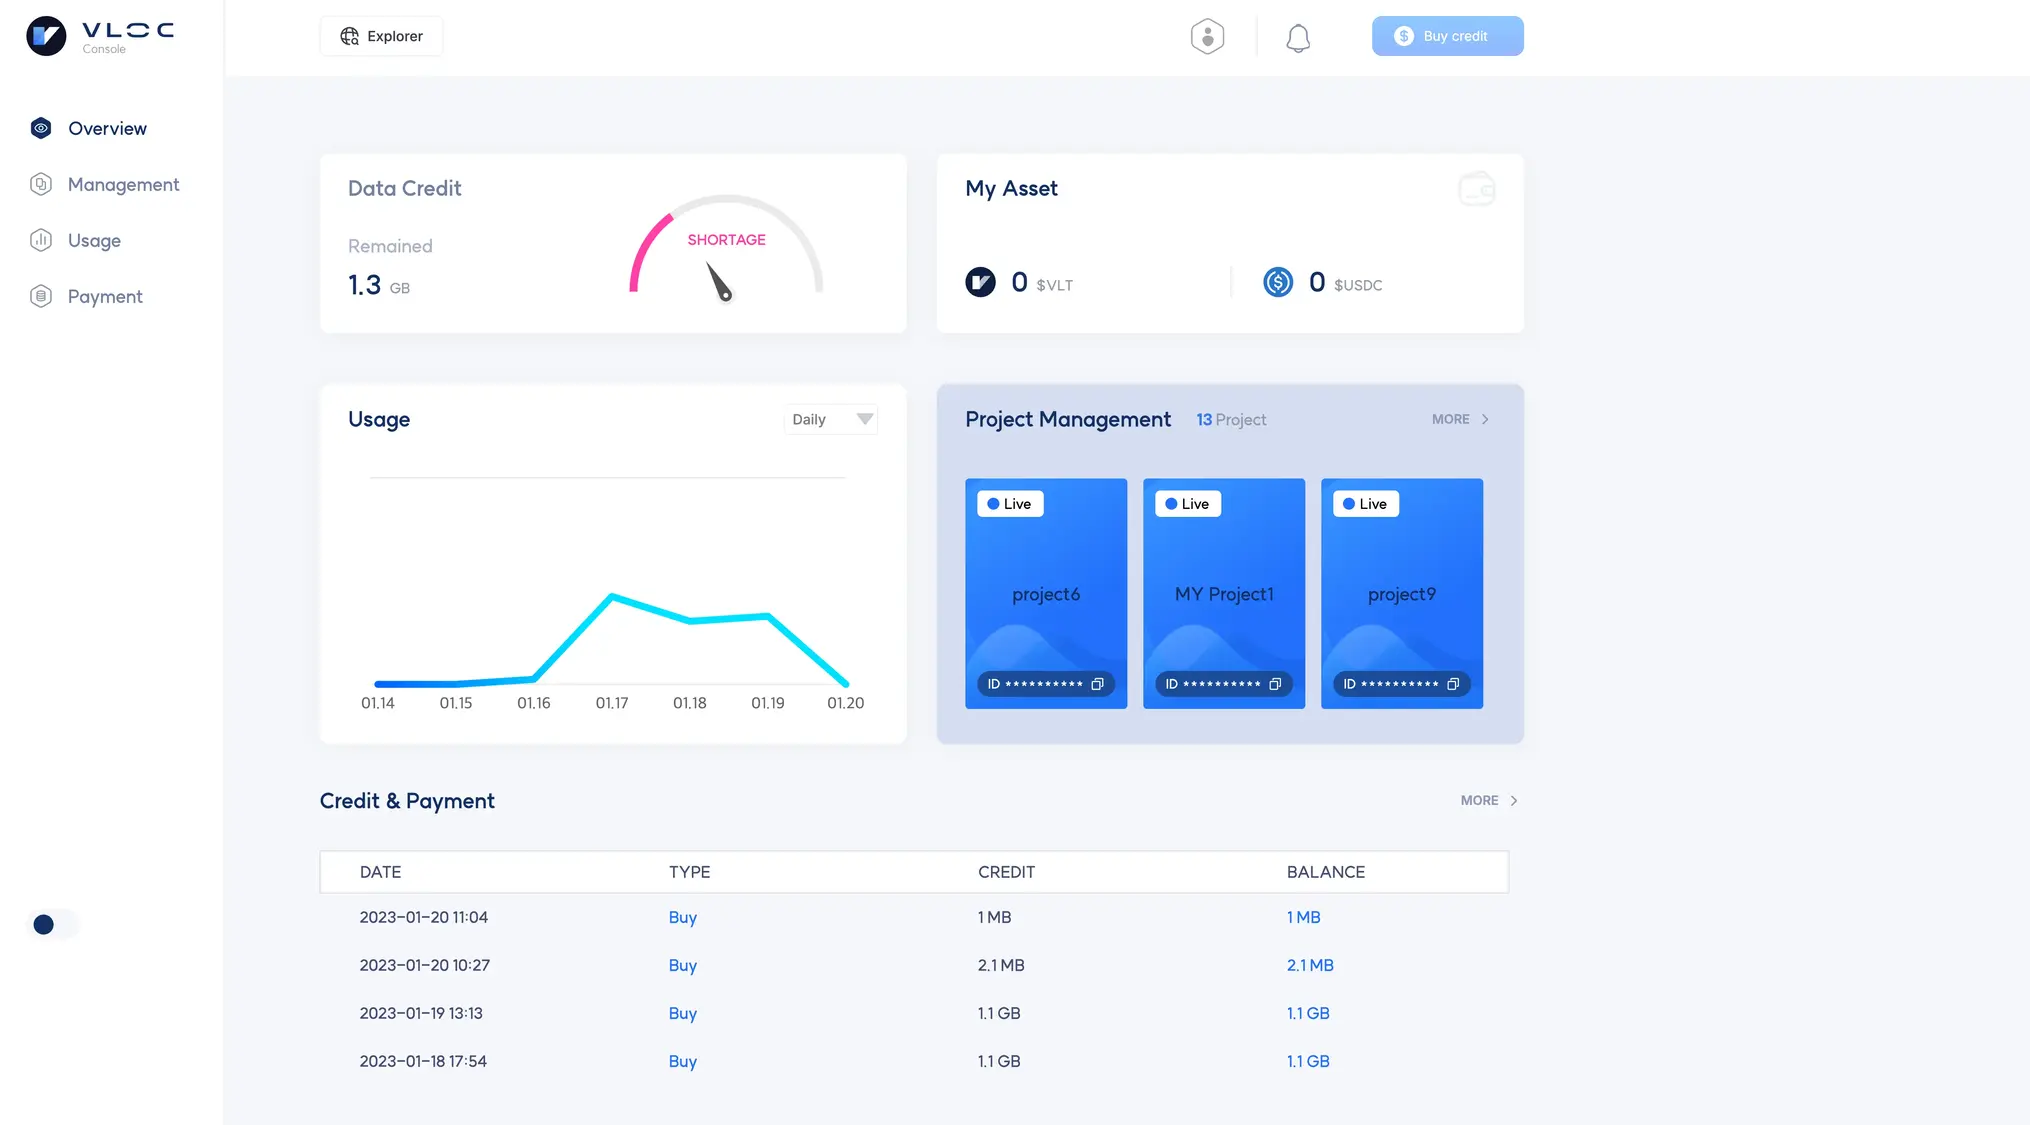 VLOC
Console
Explorer
Buy credit
Overview
Management
Usage
Payment
Data Credit
Remained
1.3 GB
SHORTAGE
My Asset
0 $VLT
0 $USDC
Usage
Daily
01.14 01.15 01.16 01.17 01.18 01.19 01.20
Project Management 13 Project
MORE
Live
project6
ID **********
Live
MY Project1
ID **********
Live
project9
ID **********
Credit & Payment
MORE
DATE TYPE CREDIT BALANCE
2023-01-20 11:04 Buy 1 MB 1 MB
2023-01-20 10:27 Buy 2.1 MB 2.1 MB
2023-01-19 13:13 Buy 1.1 GB 1.1 GB
2023-01-18 17:54 Buy 1.1 GB 1.1 GB